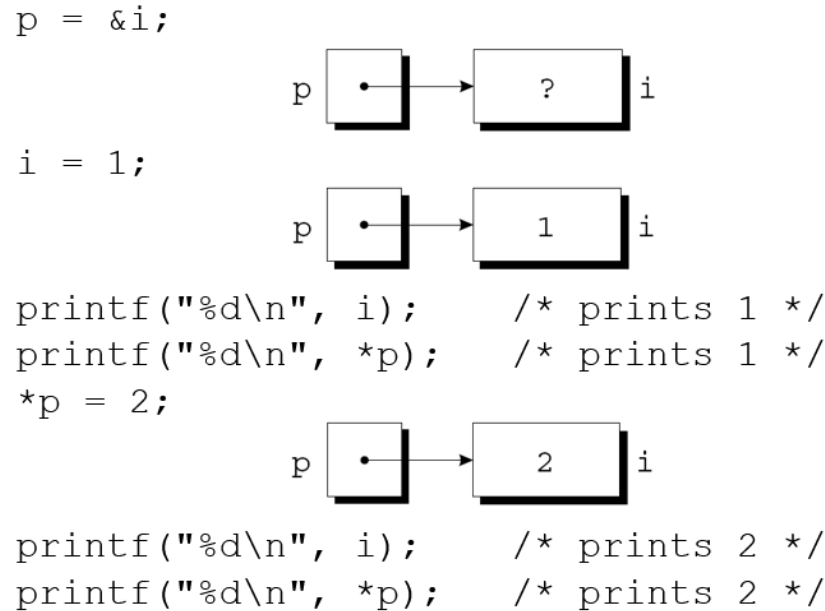 p = &i;
p ? i
i = 1;
p 1 i
printf("%d\n", i);    /* prints 1 */
printf("%d\n", *p);   /* prints 1 */
*p = 2;
p 2 i
printf("%d\n", i);    /* prints 2 */
printf("%d\n", *p);   /* prints 2 */